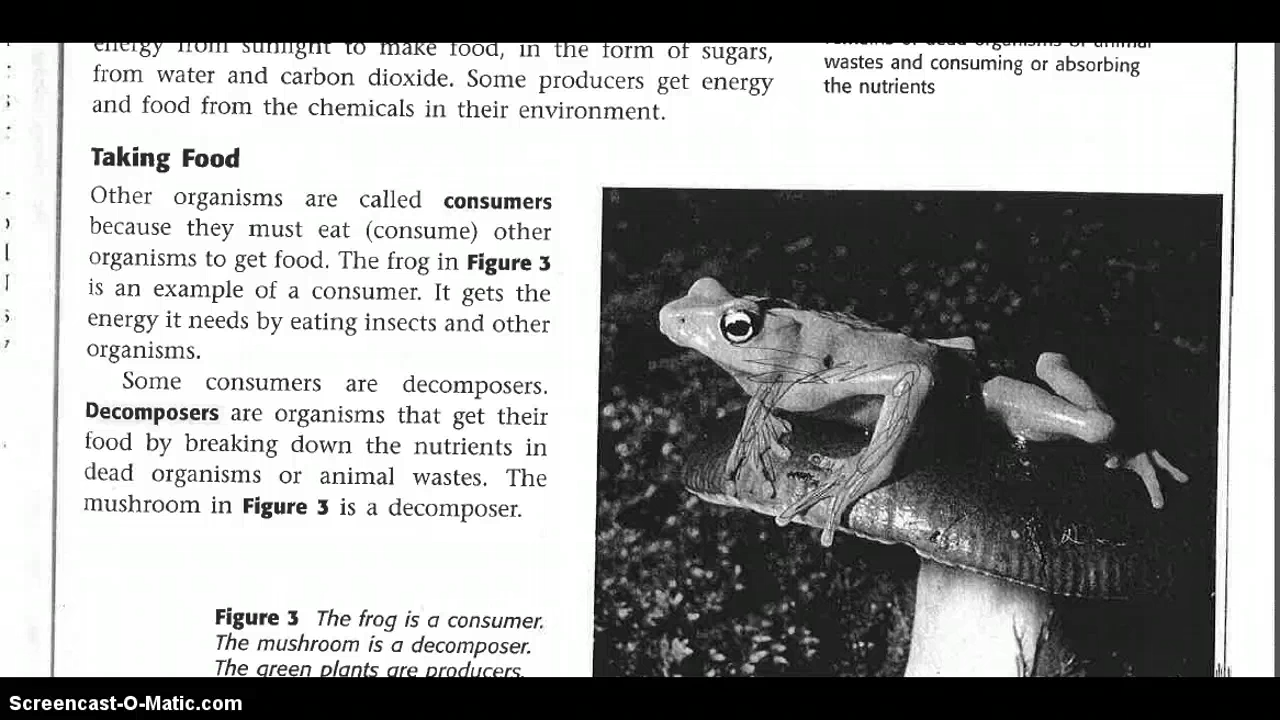 energy from sunlight to make food, in the form of sugars,
from water and carbon dioxide. Some producers get energy
and food from the chemicals in their environment.
remains of dead organisms or animal
wastes and consuming or absorbing
the nutrients
Taking Food
Other organisms are called consumers
because they must eat (consume) other
organisms to get food. The frog in Figure 3
is an example of a consumer. It gets the
energy it needs by eating insects and other
organisms.
Some consumers are decomposers.
Decomposers are organisms that get their
food by breaking down the nutrients in
dead organisms or animal wastes. The
mushroom in Figure 3 is a decomposer.
Figure 3 The frog is a consumer.
The mushroom is a decomposer.
The green plants are producers.
Screencast-O-Matic.com